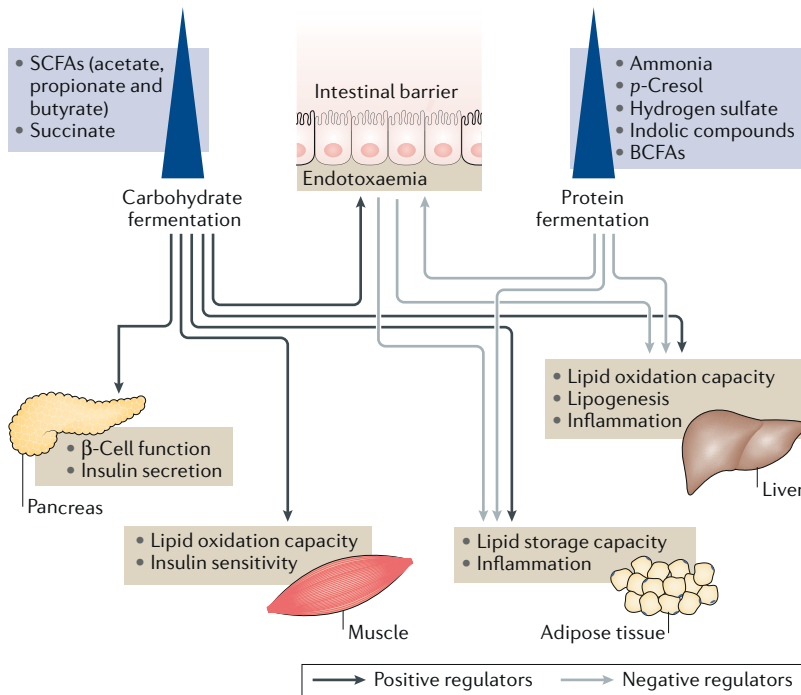 • SCFAs (acetate,
propionate and
butyrate)
• Succinate
Intestinal barrier
Endotoxaemia
• Ammonia
• p-Cresol
• Hydrogen sulfate
• Indolic compounds
• BCFAs
Carbohydrate
fermentation
Protein
fermentation
• Lipid oxidation capacity
• Lipogenesis
• Inflammation
Liver
• β-Cell function
• Insulin secretion
Pancreas
• Lipid oxidation capacity
• Insulin sensitivity
Muscle
• Lipid storage capacity
• Inflammation
Adipose tissue
Positive regulators
Negative regulators